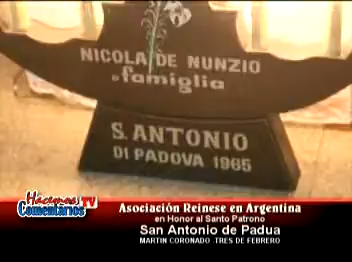 NICOLA DE NUNZIO
e famiglia
S. ANTONIO
DI PADOVA 1965
Hacemos TV
Comentarios
Asociación Reinese en Argentina
en Honor al Santo Patrono
San Antonio de Padua
MARTIN CORONADO -TRES DE FEBRERO